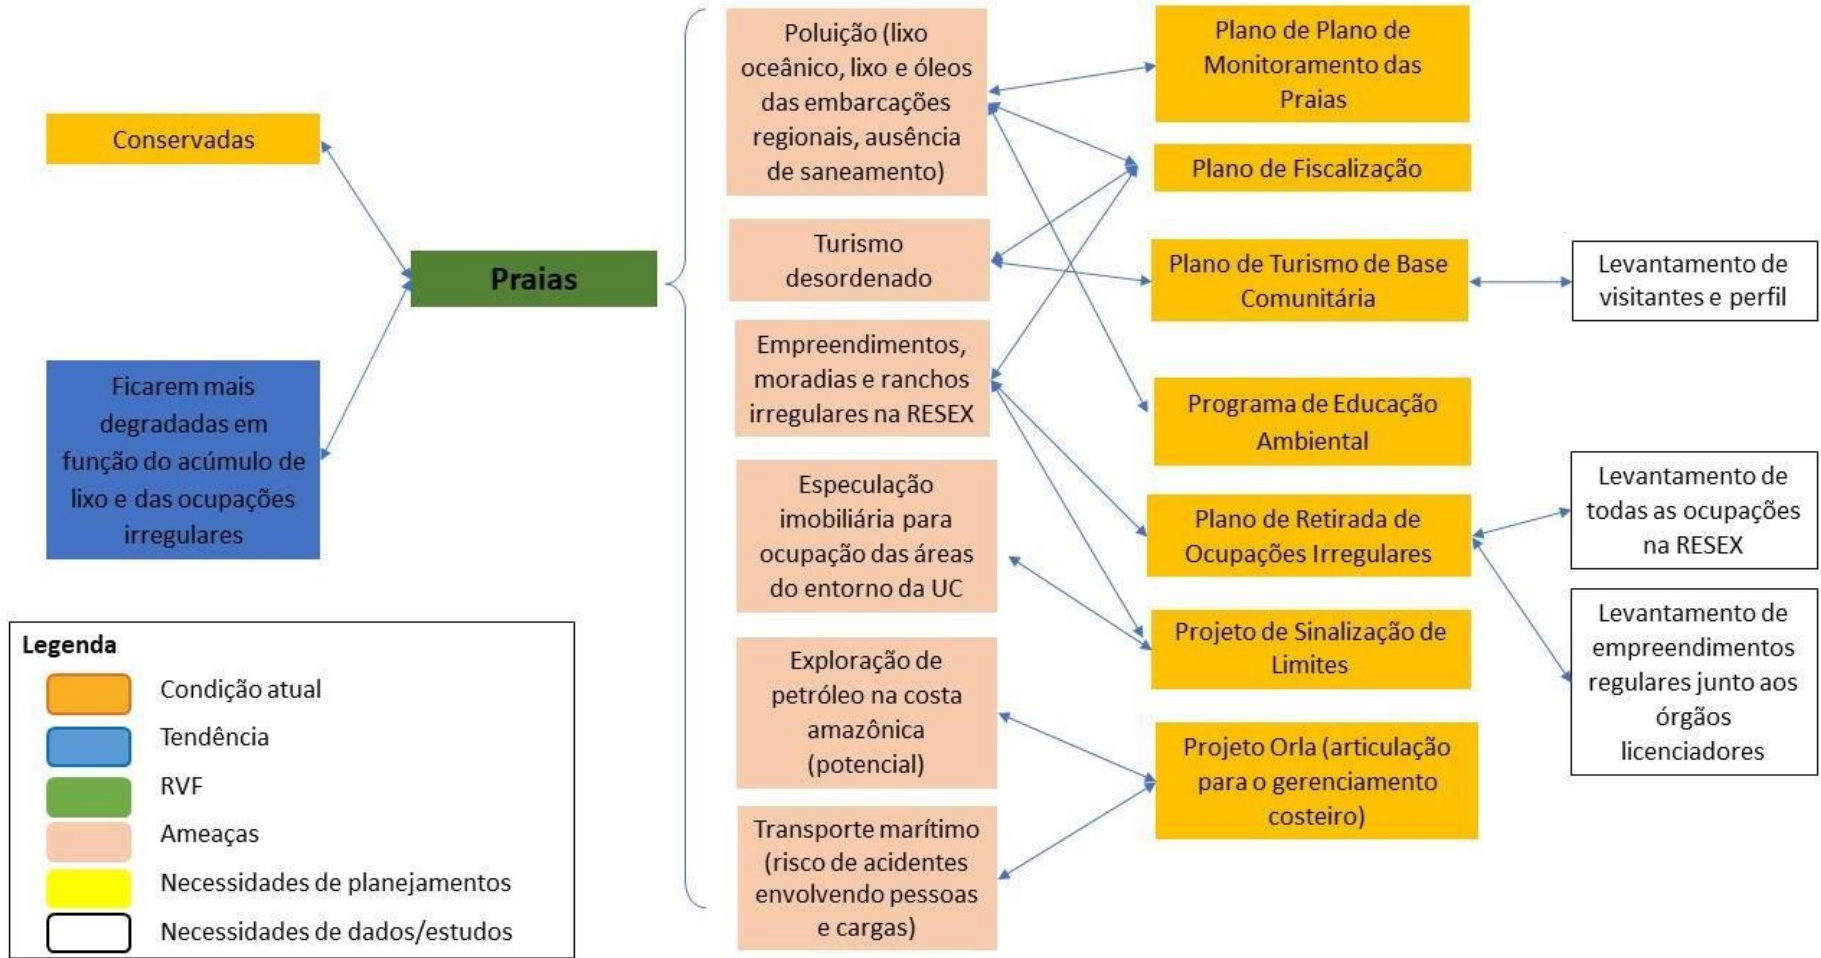 Conservadas
Ficarem mais
degradadas em
função do acúmulo de
lixo e das ocupações
irregulares
Praias
Poluição (lixo
oceânico, lixo e óleos
das embarcações
regionais, ausência
de saneamento)
Turismo
desordenado
Empreendimentos,
moradias e ranchos
irregulares na RESEX
Especulação
imobiliária para
ocupação das áreas
do entorno da UC
Exploração de
petróleo na costa
amazônica
(potencial)
Transporte marítimo
(risco de acidentes
envolvendo pessoas
e cargas)
Plano de Plano de
Monitoramento das
Praias
Plano de Fiscalização
Plano de Turismo de Base
Comunitária
Programa de Educação
Ambiental
Plano de Retirada de
Ocupações Irregulares
Projeto de Sinalização de
Limites
Projeto Orla (articulação
para o gerenciamento
costeiro)
Levantamento de
visitantes e perfil
Levantamento de
todas as ocupações
na RESEX
Levantamento de
empreendimentos
regulares junto aos
órgãos
licenciadores
Legenda
Condição atual
Tendência
RVF
Ameaças
Necessidades de planejamentos
Necessidades de dados/estudos